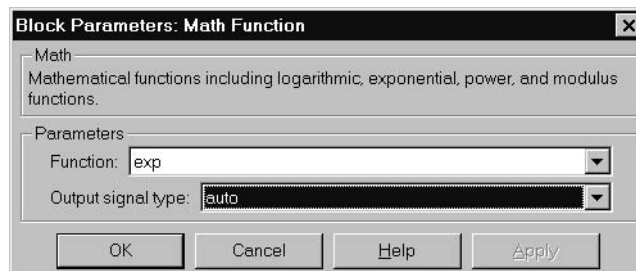 Block Parameters: Math Function
Math
Mathematical functions including logarithmic, exponential, power, and modulus
functions.
Parameters
Function: exp
Output signal type: auto
OK Cancel Help Apply